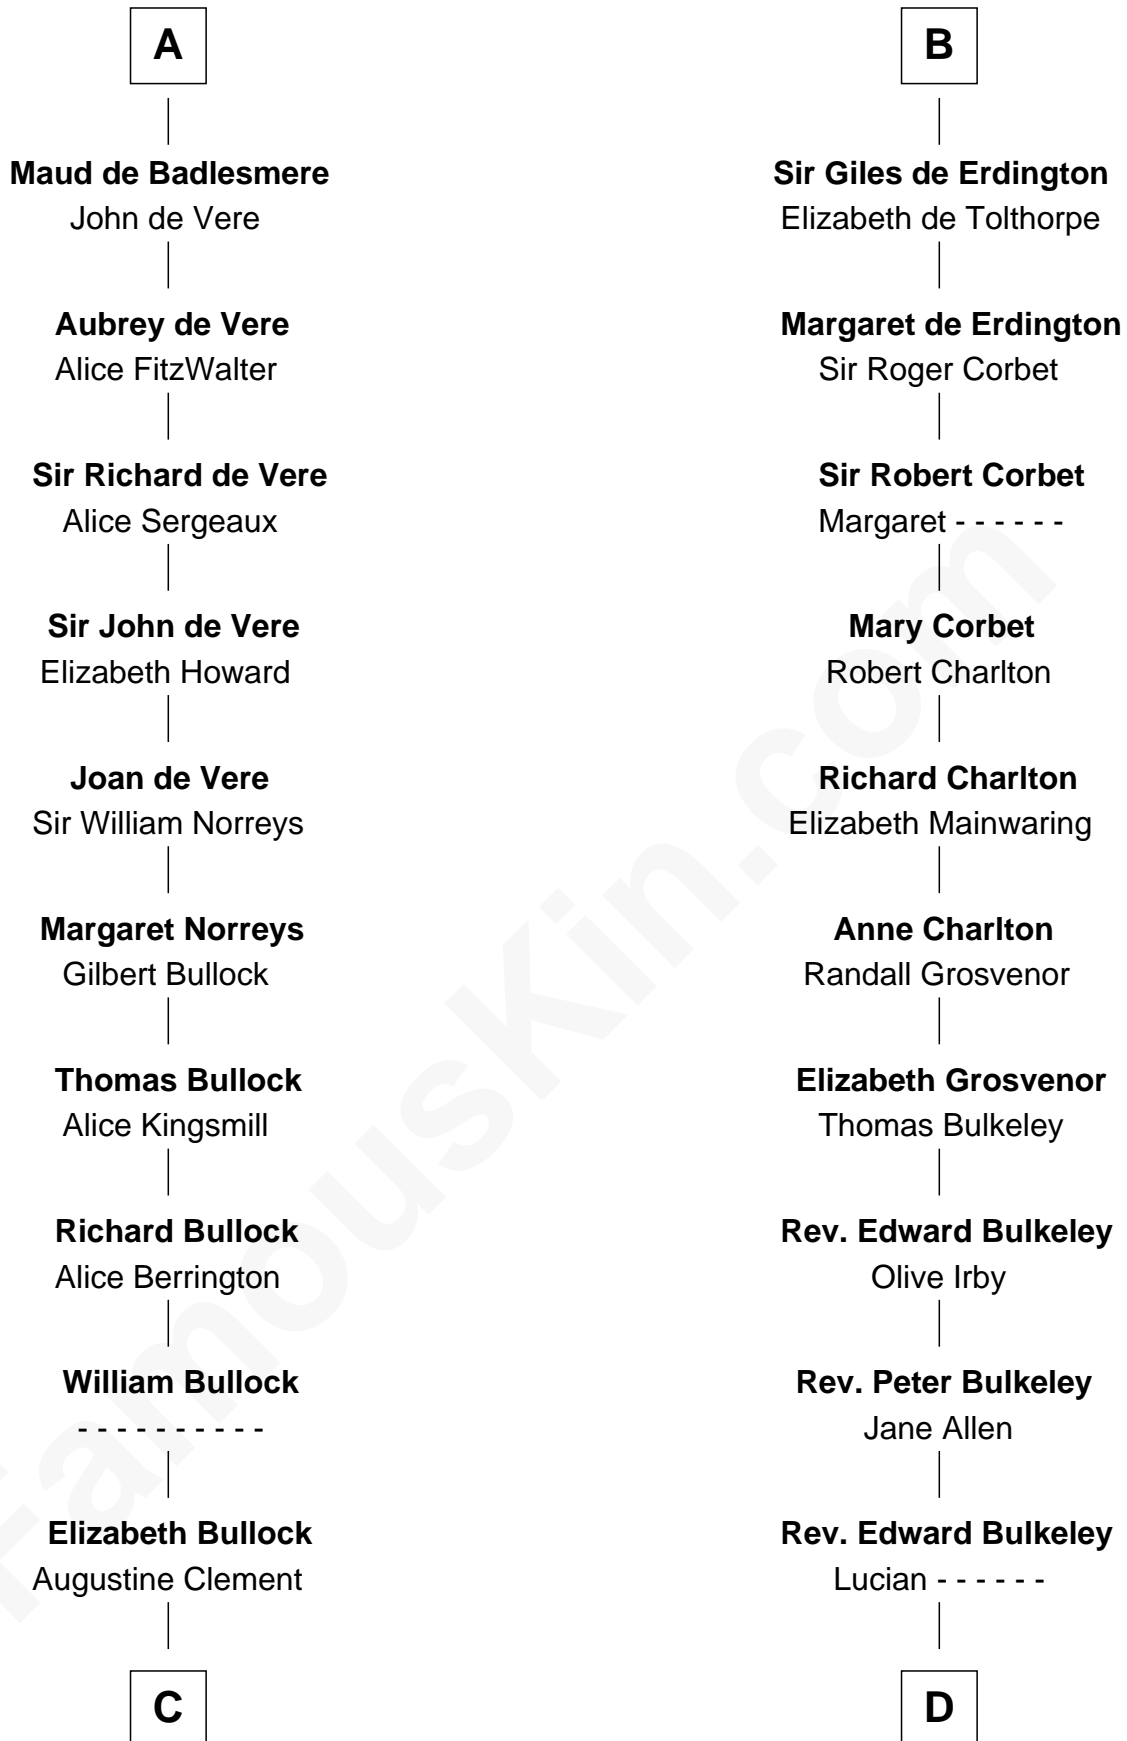 A
Maud de Badlesmere
John de Vere
Aubrey de Vere
Alice FitzWalter
Sir Richard de Vere
Alice Sergeaux
Sir John de Vere
Elizabeth Howard
Joan de Vere
Sir William Norreys
Margaret Norreys
Gilbert Bullock
Thomas Bullock
Alice Kingsmill
Richard Bullock
Alice Berrington
William Bullock
- - - - - - - - - -
Elizabeth Bullock
Augustine Clement
C
B
Sir Giles de Erdington
Elizabeth de Tolthorpe
Margaret de Erdington
Sir Roger Corbet
Sir Robert Corbet
Margaret - - - - - -
Mary Corbet
Robert Charlton
Richard Charlton
Elizabeth Mainwaring
Anne Charlton
Randall Grosvenor
Elizabeth Grosvenor
Thomas Bulkeley
Rev. Edward Bulkeley
Olive Irby
Rev. Peter Bulkeley
Jane Allen
Rev. Edward Bulkeley
Lucian - - - - - -
D
FamousKin.com